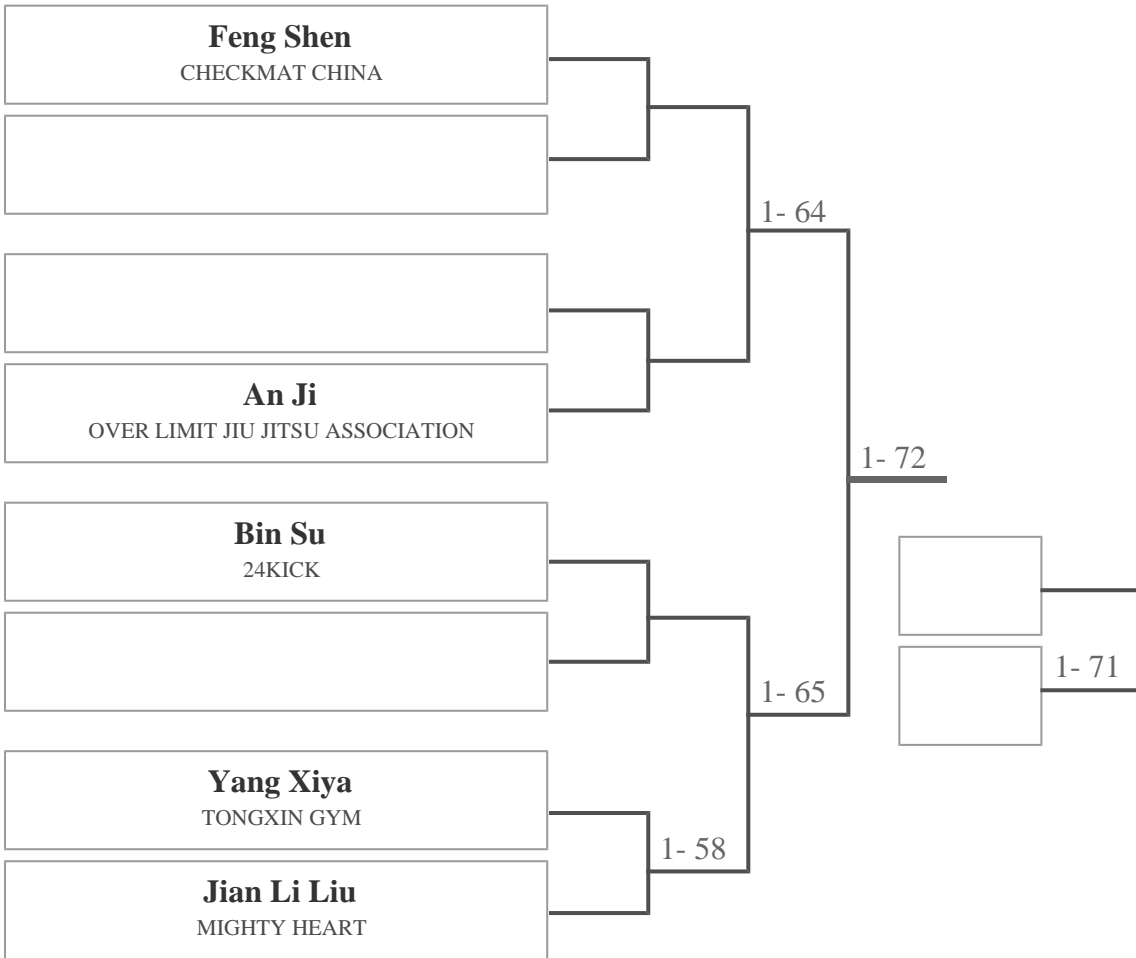 Feng Shen
CHECKMAT CHINA
1- 64
An Ji
OVER LIMIT JIU JITSU ASSOCIATION
1- 72
Bin Su
24KICK
1- 71
1- 65
Yang Xiya
TONGXIN GYM
1- 58
Jian Li Liu
MIGHTY HEART